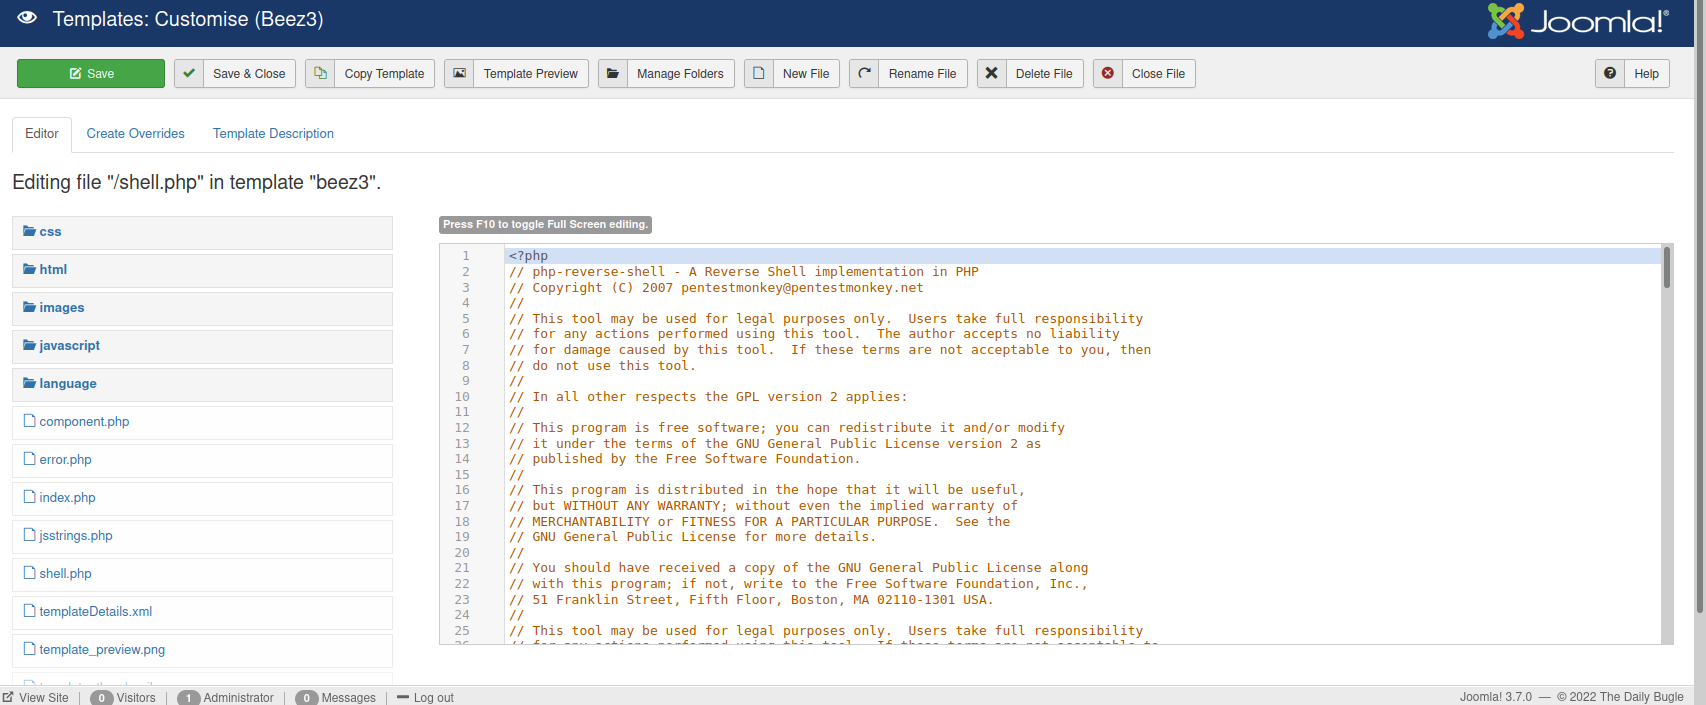 Templates: Customise (Beez3)
Joomla!®
Save
Save & Close
Copy Template
Template Preview
Manage Folders
New File
Rename File
Delete File
Close File
Help
Editor
Create Overrides
Template Description
Editing file "/shell.php" in template "beez3".
css
html
images
javascript
language
component.php
error.php
index.php
jsstrings.php
shell.php
templateDetails.xml
template_preview.png
Press F10 to toggle Full Screen editing.
1 <?php
2 // php-reverse-shell - A Reverse Shell implementation in PHP
3 // Copyright (C) 2007 pentestmonkey@pentestmonkey.net
4 //
5 // This tool may be used for legal purposes only.  Users take full responsibility
6 // for any actions performed using this tool.  The author accepts no liability
7 // for damage caused by this tool.  If these terms are not acceptable to you, then
8 // do not use this tool.
9 //
10 // In all other respects the GPL version 2 applies:
11 //
12 // This program is free software; you can redistribute it and/or modify
13 // it under the terms of the GNU General Public License version 2 as
14 // published by the Free Software Foundation.
15 //
16 // This program is distributed in the hope that it will be useful,
17 // but WITHOUT ANY WARRANTY; without even the implied warranty of
18 // MERCHANTABILITY or FITNESS FOR A PARTICULAR PURPOSE.  See the
19 // GNU General Public License for more details.
20 //
21 // You should have received a copy of the GNU General Public License along
22 // with this program; if not, write to the Free Software Foundation, Inc.,
23 // 51 Franklin Street, Fifth Floor, Boston, MA 02110-1301 USA.
24 //
25 // This tool may be used for legal purposes only.  Users take full responsibility
View Site
0 Visitors
1 Administrator
0 Messages
Log out
Joomla! 3.7.0 — © 2022 The Daily Bugle